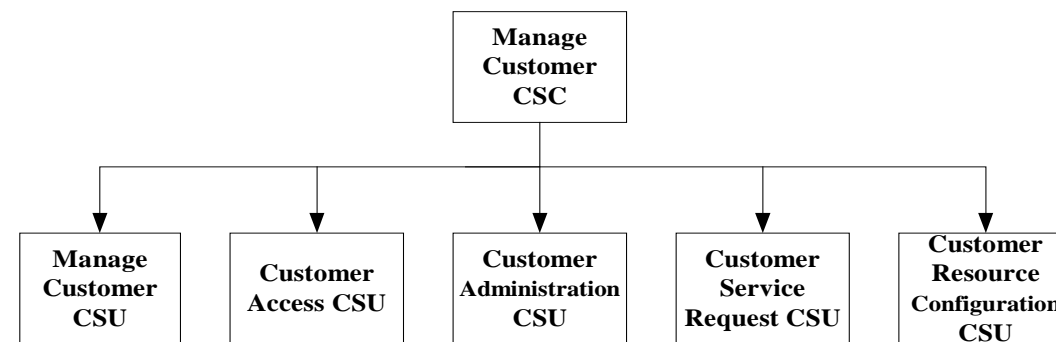 Manage
Customer
CSC
Manage
Customer
CSU
Customer
Access CSU
Customer
Administration
CSU
Customer
Service
Request CSU
Customer
Resource
Configuration
CSU